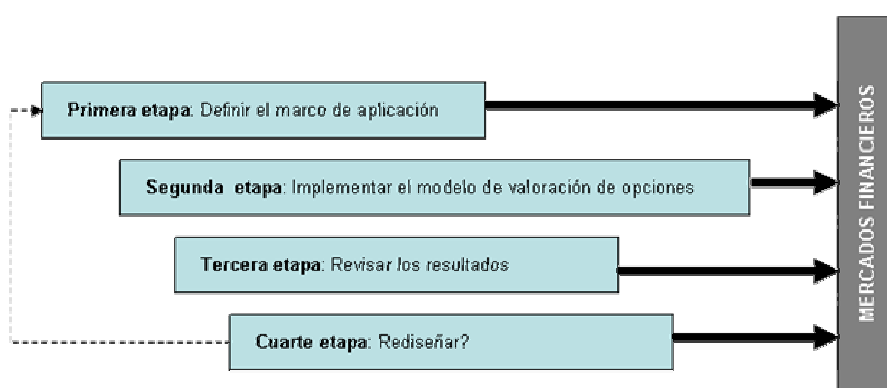 Primera etapa: Definir el marco de aplicación
Segunda etapa: Implementar el modelo de valoración de opciones
Tercera etapa: Revisar los resultados
Cuarte etapa: Rediseñar?
MERCADOS FINANCIEROS